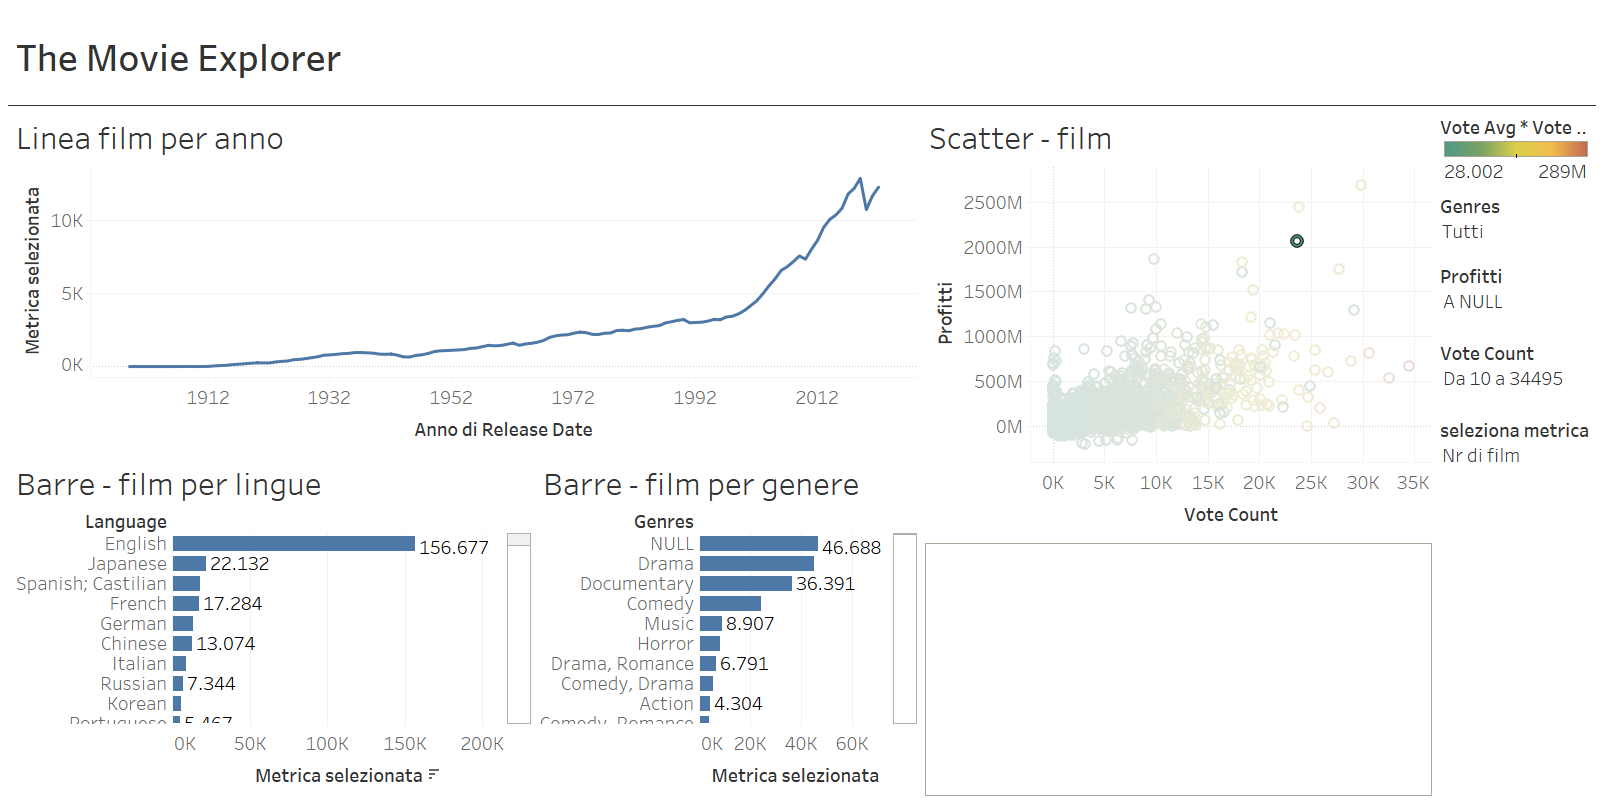 The Movie Explorer
Linea film per anno
Metrica selezionata
10K
5K
0K
1912 1932 1952 1972 1992 2012
Anno di Release Date
Scatter - film
Profitti
2500M
2000M
1500M
1000M
500M
0M
0K 5K 10K 15K 20K 25K 30K 35K
Vote Count
Vote Avg * Vote ..
28.002 289M
Genres
Tutti
Profitti
A NULL
Vote Count
Da 10 a 34495
seleziona metrica
Nr di film
Barre - film per lingue
Language
English 156.677
Japanese 22.132
Spanish; Castilian
French 17.284
German
Chinese 13.074
Italian
Russian 7.344
Korean
Portuguese 5.467
0K 50K 100K 150K 200K
Metrica selezionata
Barre - film per genere
Genres
NULL 46.688
Drama
Documentary 36.391
Comedy
Music 8.907
Horror
Drama, Romance 6.791
Comedy, Drama
Action 4.304
Comedy, Romance
0K 20K 40K 60K
Metrica selezionata